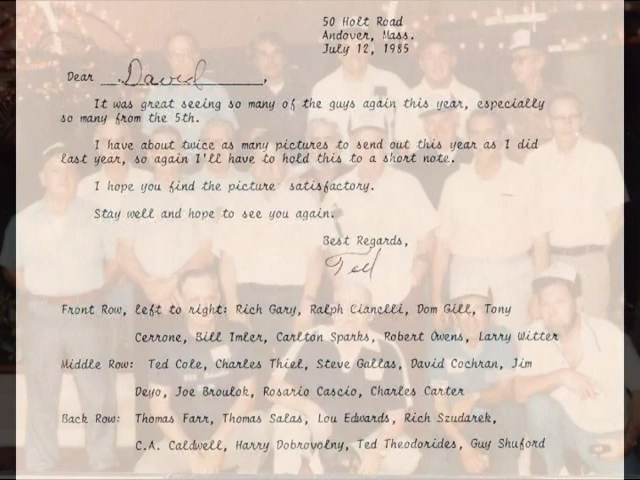 50 Holt Road
Andover, Mass.
July 12, 1985
Dear David,
It was great seeing so many of the guys again this year, especially
so many from the 5th.
I have about twice as many pictures to send out this year as I did
last year, so again I'll have to hold this to a short note.
I hope you find the picture satisfactory.
Stay well and hope to see you again.
Best Regards,
Ted
Front Row, left to right: Rich Gary, Ralph Cianelli, Dom Gill, Tony
Cerrone, Bill Imler, Carlton Sparks, Robert Owens, Larry Witter
Middle Row: Ted Cole, Charles Thiel, Steve Gallas, David Cochran, Jim
Deyo, Joe Broulok, Rosario Cascio, Charles Carter
Back Row: Thomas Farr, Thomas Salas, Lou Edwards, Rich Szudarek,
C.A. Caldwell, Harry Dobrovolny, Ted Theodorides, Guy Shuford